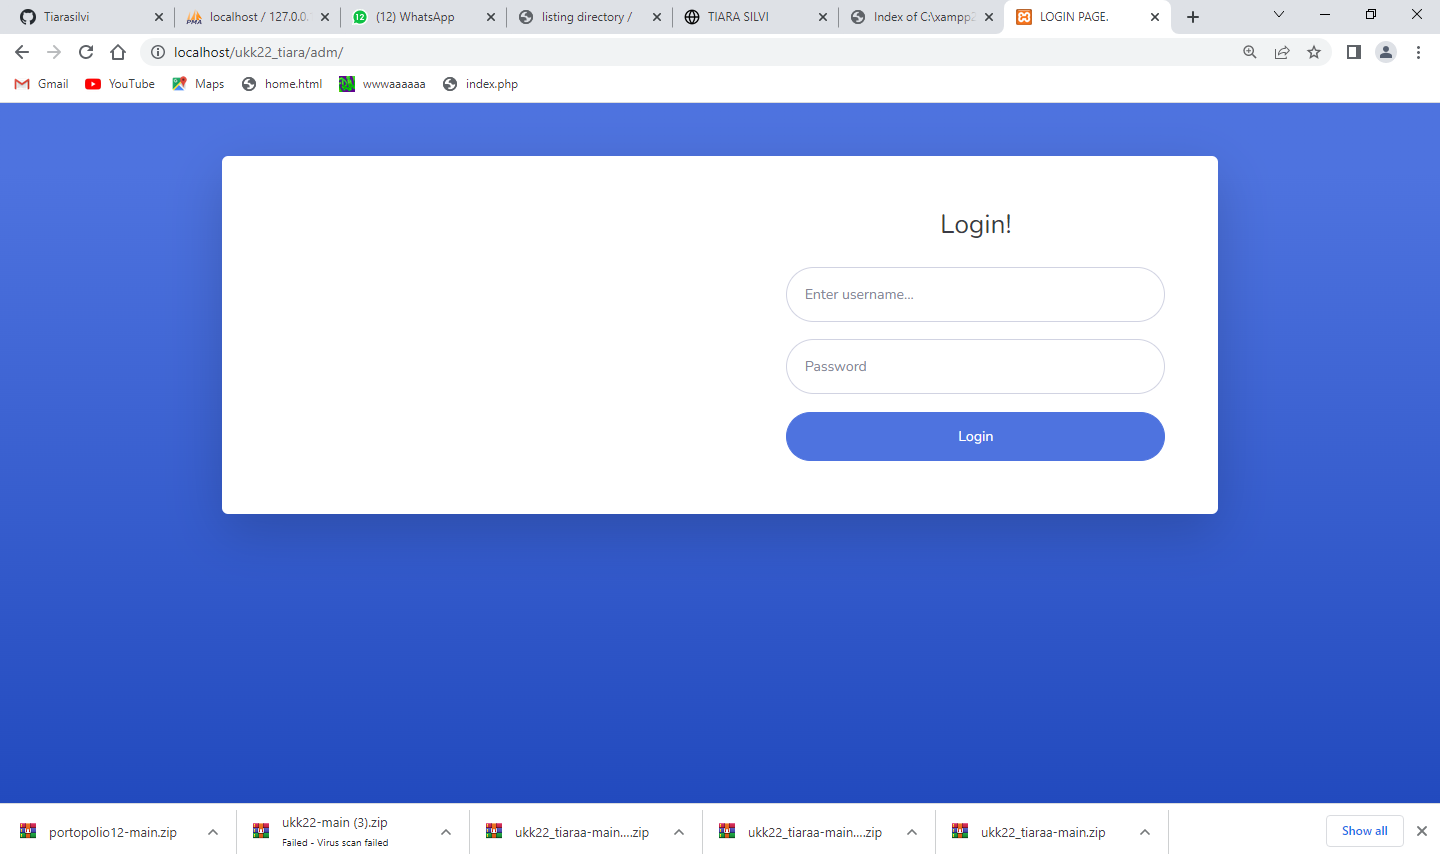 Tiarasilvi
localhost / 127.0.0.
(12) WhatsApp
listing directory /
TIARA SILVI
Index of C:\xampp2
LOGIN PAGE.
localhost/ukk22_tiara/adm/
Gmail
YouTube
Maps
home.html
wwwaaaaaa
index.php
Login!
Enter username...
Password
Login
portopolio12-main.zip
ukk22-main (3).zip
Failed - Virus scan failed
ukk22_tiaraa-main....zip
ukk22_tiaraa-main....zip
ukk22_tiaraa-main.zip
Show all